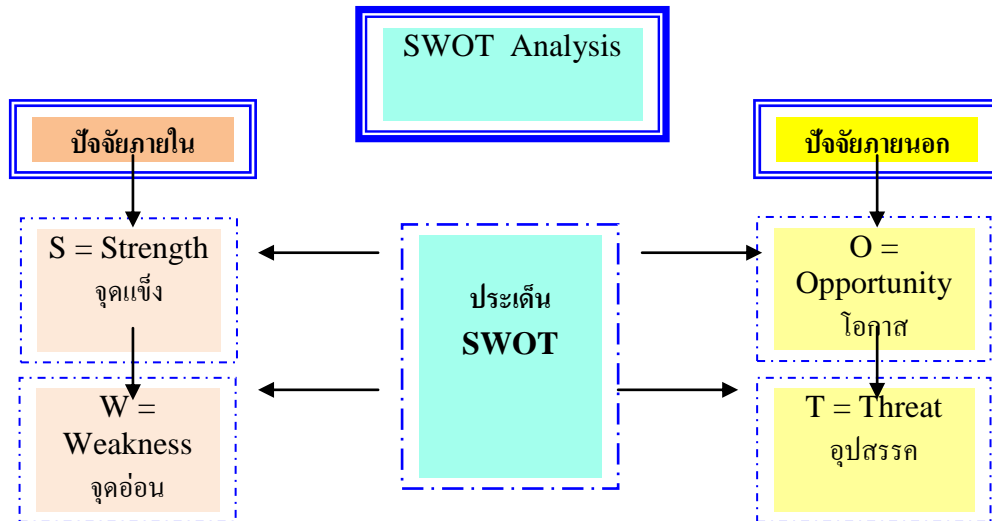 SWOT Analysis
ปัจจัยภายใน
ปัจจัยภายนอก
S = Strength
จุดแข็ง
W =
Weakness
จุดอ่อน
ประเด็น
SWOT
O =
Opportunity
โอกาส
T = Threat
อุปสรรค